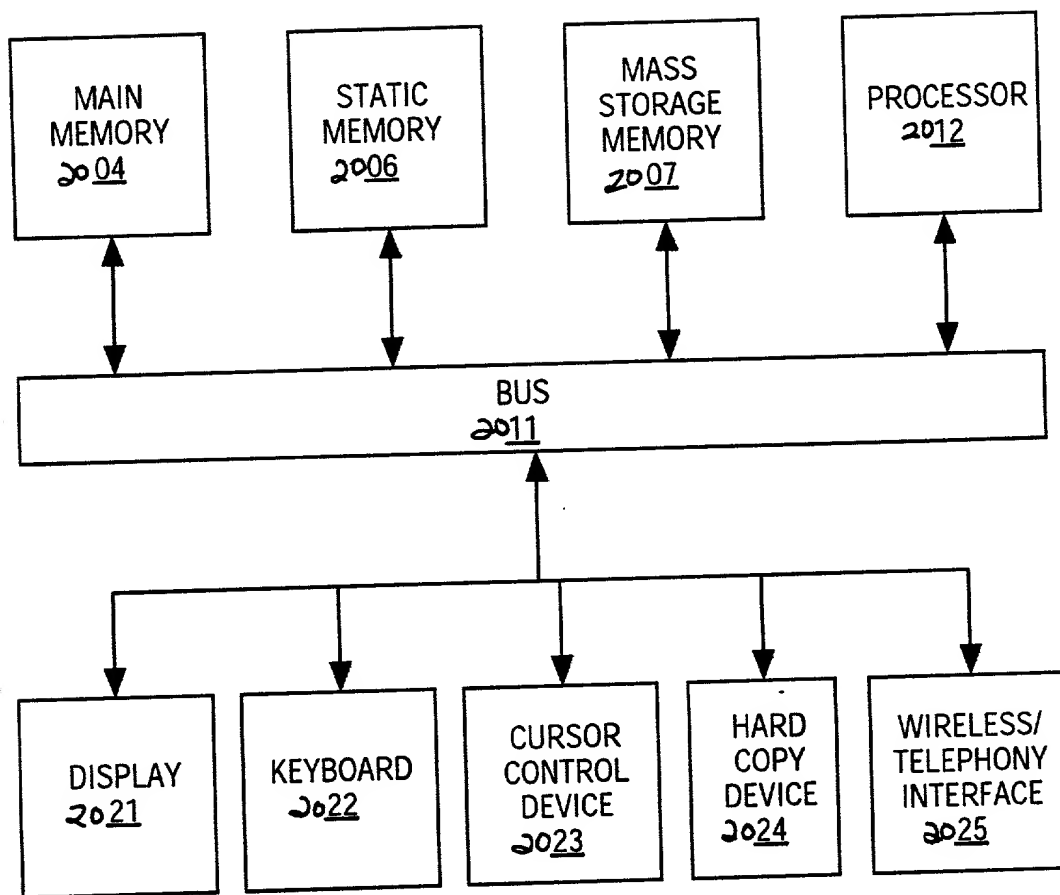 MAIN
MEMORY
2004
STATIC
MEMORY
2006
MASS
STORAGE
MEMORY
2007
PROCESSOR
2012
BUS
2011
DISPLAY
2021
KEYBOARD
2022
CURSOR
CONTROL
DEVICE
2023
HARD
COPY
DEVICE
2024
WIRELESS/
TELEPHONY
INTERFACE
2025